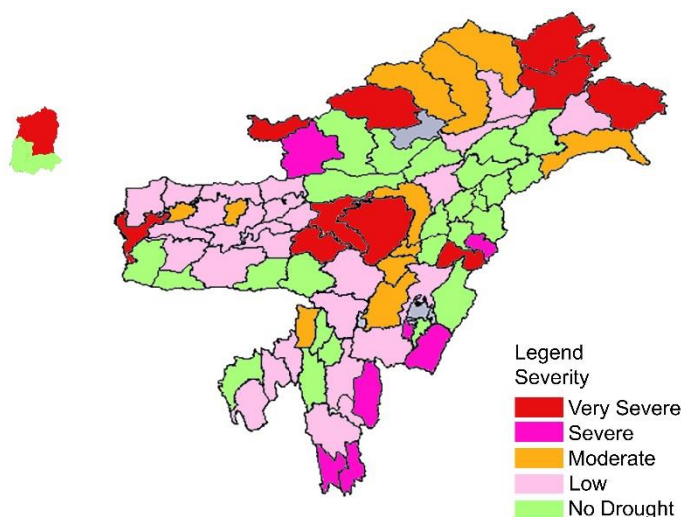 Legend
Severity
Very Severe
Severe
Moderate
Low
No Drought